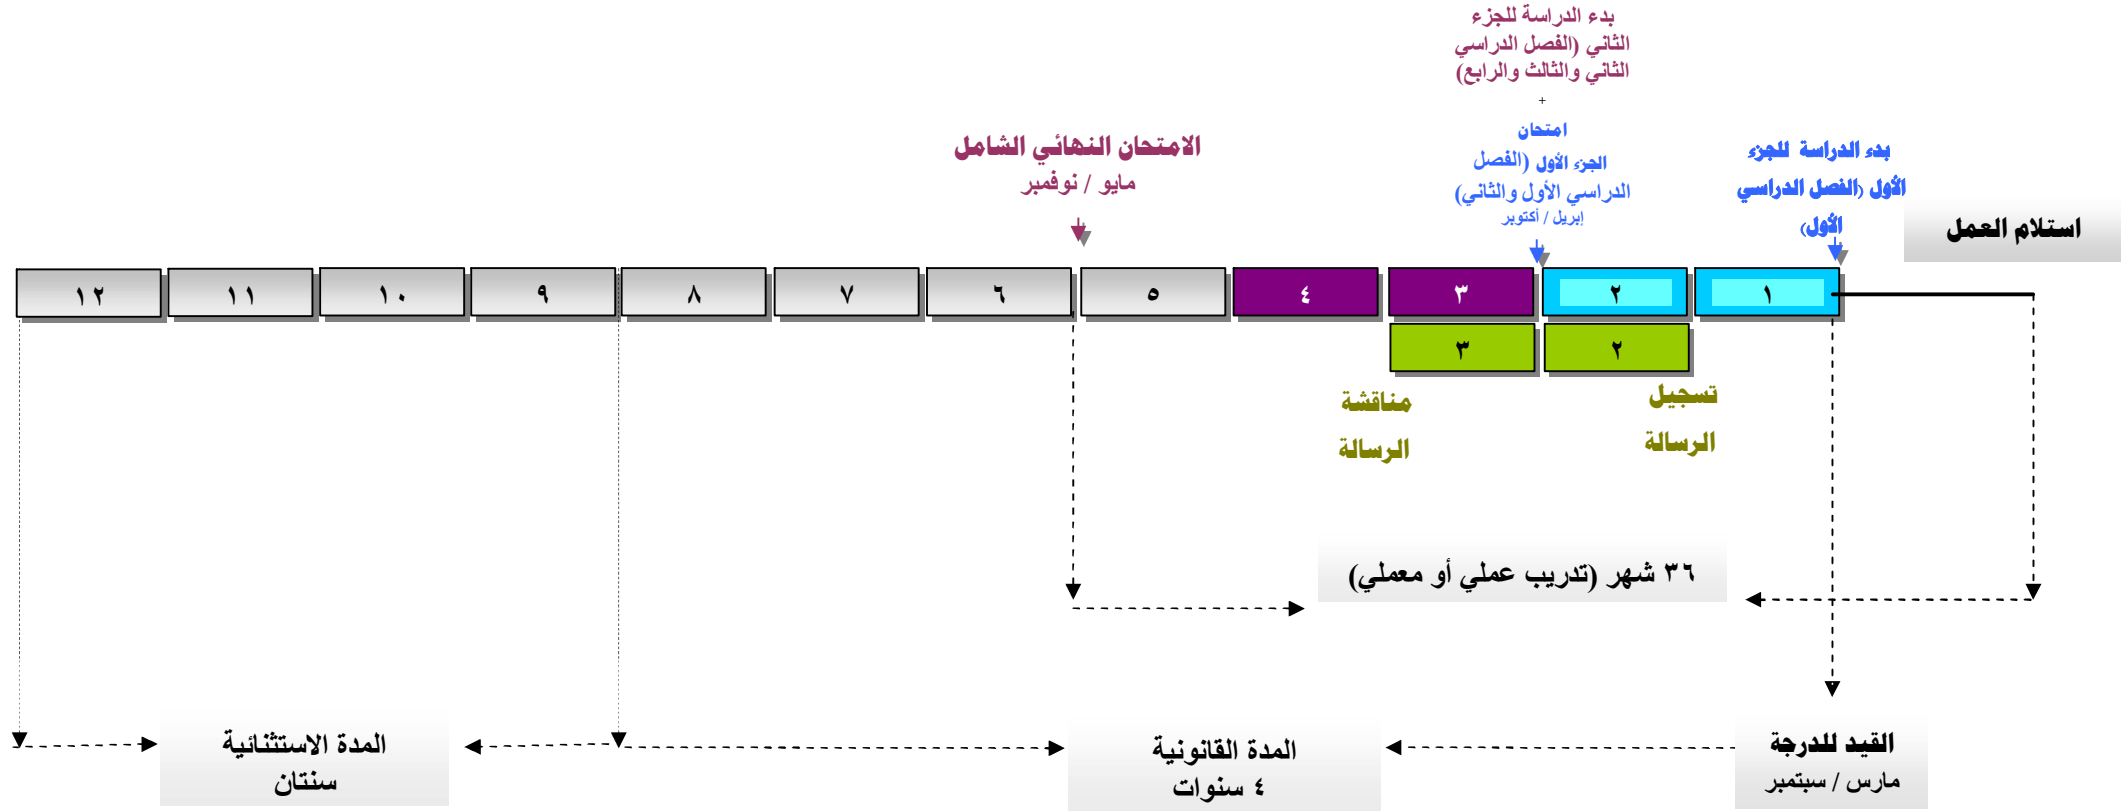 بدء الدراسة للجزء
الثاني (الفصل الدراسي
الثاني والثالث والرابع)
+
امتحان
الجزء الأول (الفصل
الدراسي الأول والثاني)
إبريل / أكتوبر
بدء الدراسة للجزء
الأول (الفصل الدراسي
الأول)
الامتحان النهائي الشامل
مايو / نوفمبر
استلام العمل
١
٢
٣
٤
٥
٦
٧
٨
٩
١٠
١١
١٢
٢
٣
تسجيل
الرسالة
مناقشة
الرسالة
٣٦ شهر (تدريب عملي أو معملي)
القيد للدرجة
مارس / سبتمبر
المدة القانونية
٤ سنوات
المدة الاستثنائية
سنتان